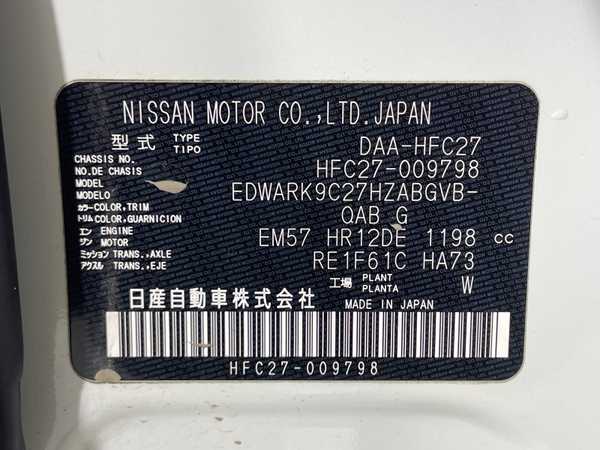 NISSAN MOTOR CO.,LTD.JAPAN
型式 TYPE TIPO DAA-HFC27
CHASSIS NO.
NO.DE CHASIS HFC27-009798
MODEL
MODELO EDWARK9C27HZABGVB-
カラー COLOR,TRIM
トリム COLOR,GUARNICION QAB G
エン ENGINE
ジン MOTOR EM57 HR12DE 1198 cc
ミッション TRANS.,AXLE
アクスル TRANS.,EJE RE1F61C HA73
工場 PLANT PLANTA W
日産自動車株式会社 MADE IN JAPAN
HFC27-009798